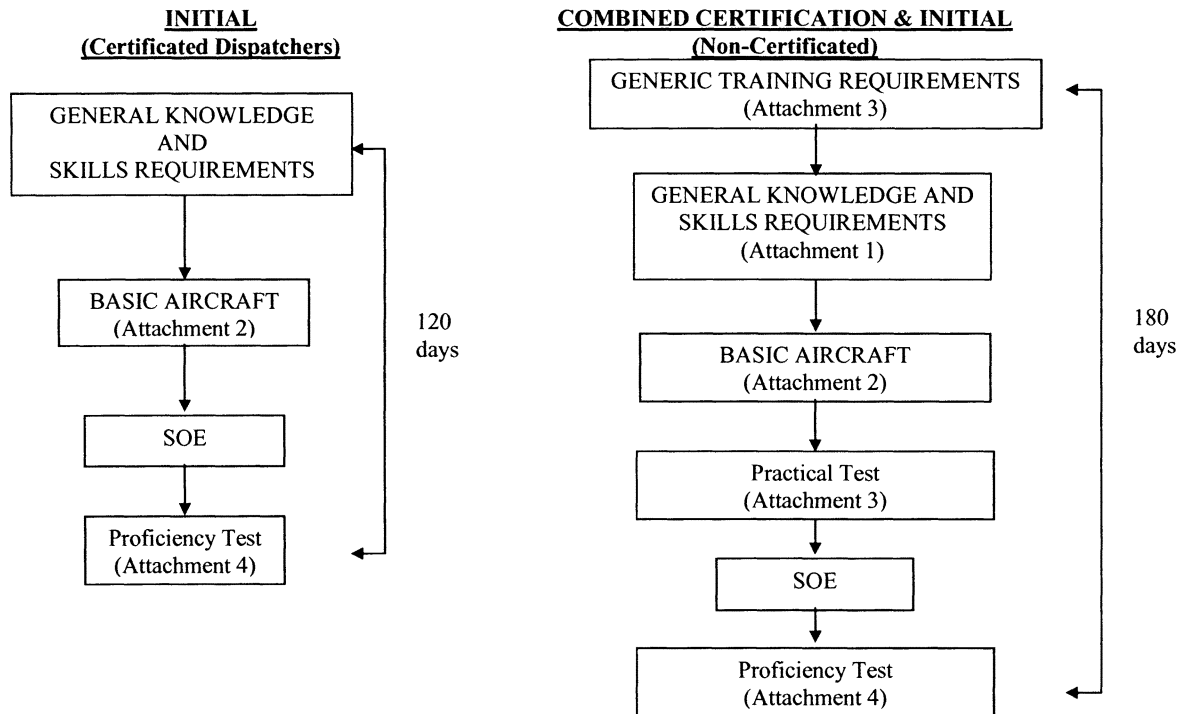 INITIAL
(Certificated Dispatchers)
GENERAL KNOWLEDGE
AND
SKILLS REQUIREMENTS
BASIC AIRCRAFT
(Attachment 2)
SOE
Proficiency Test
(Attachment 4)
120
days
COMBINED CERTIFICATION & INITIAL
(Non-Certificated)
GENERIC TRAINING REQUIREMENTS
(Attachment 3)
GENERAL KNOWLEDGE AND
SKILLS REQUIREMENTS
(Attachment 1)
BASIC AIRCRAFT
(Attachment 2)
Practical Test
(Attachment 3)
SOE
Proficiency Test
(Attachment 4)
180
days